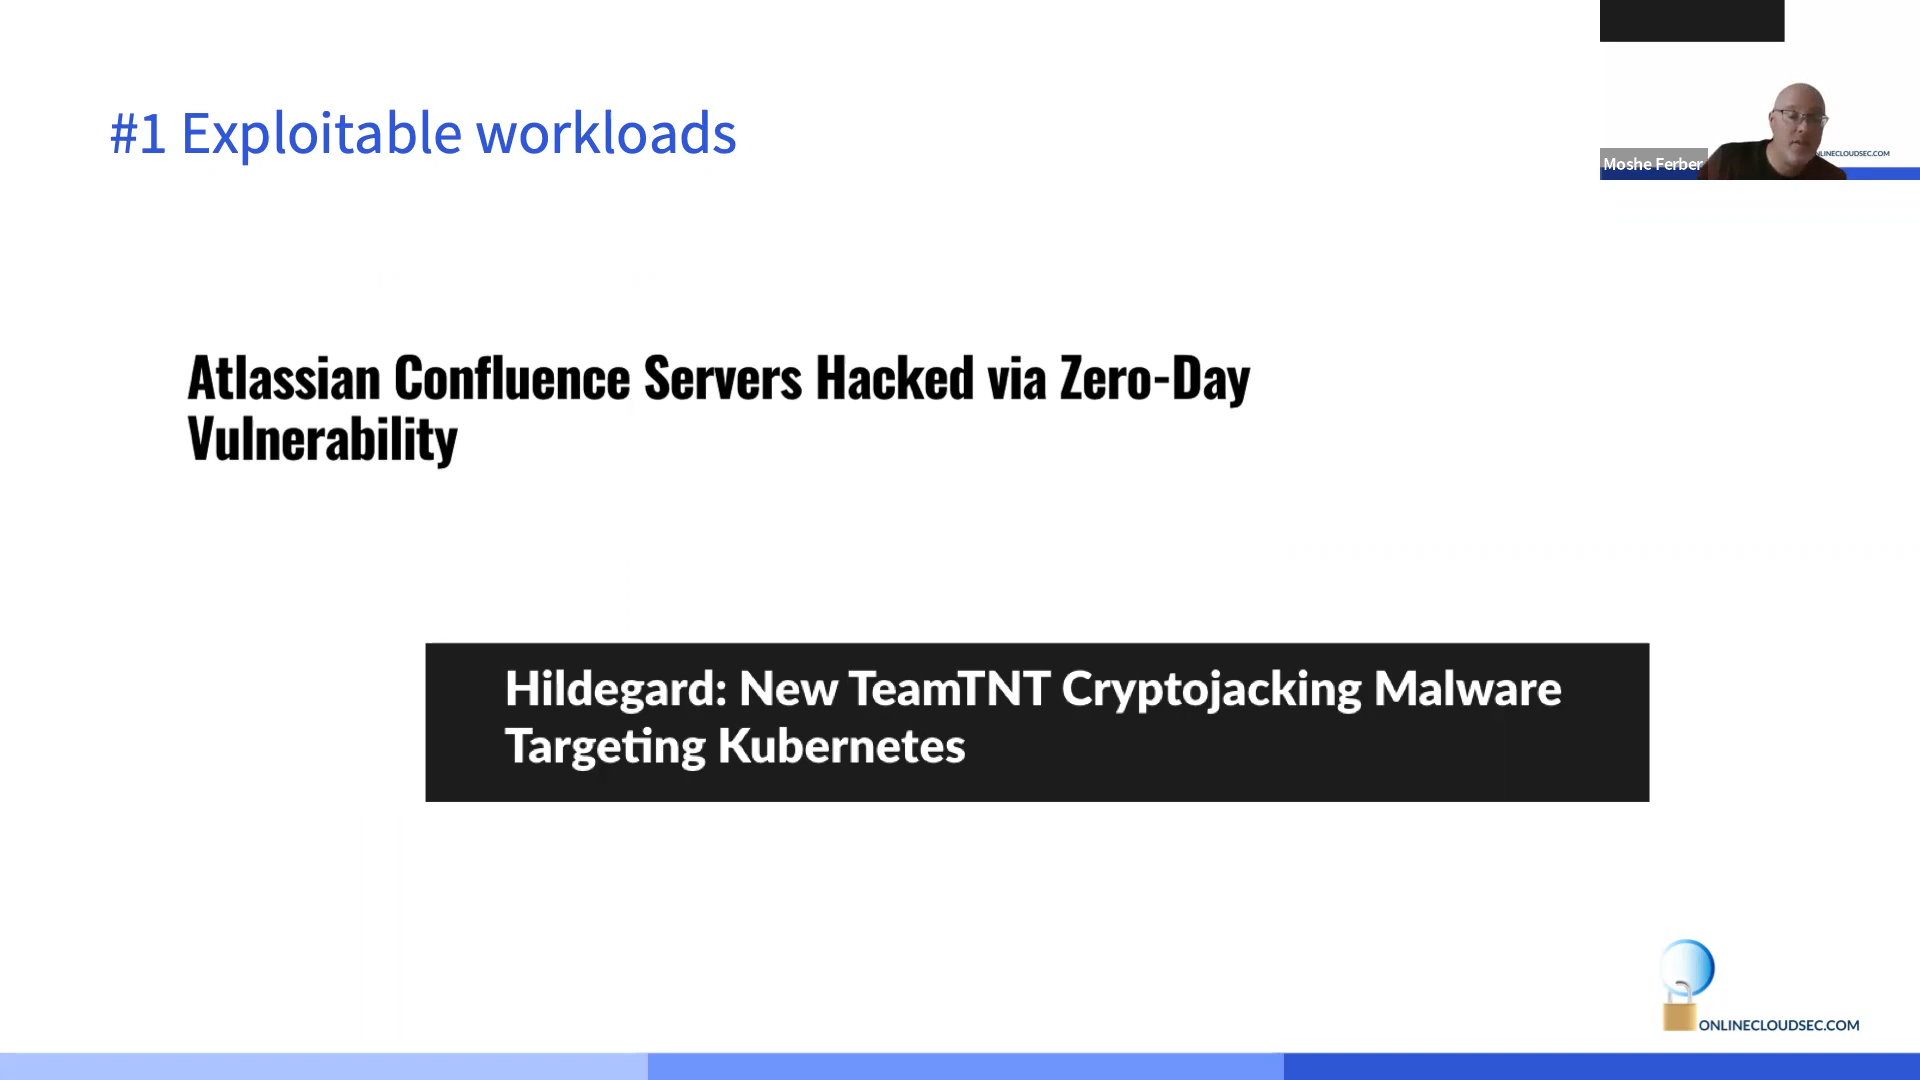 #1 Exploitable workloads
NLINECLOUDSEC.COM
Moshe Ferber
Atlassian Confluence Servers Hacked via Zero-Day
Vulnerability
Hildegard: New TeamTNT Cryptojacking Malware
Targeting Kubernetes
ONLINECLOUDSEC.COM